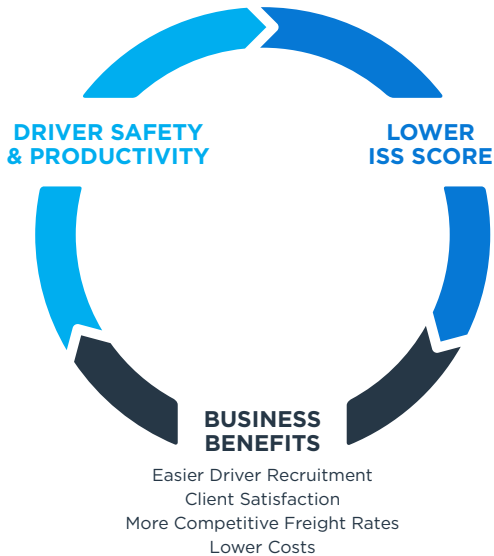 DRIVER SAFETY
& PRODUCTIVITY
LOWER
ISS SCORE
BUSINESS
BENEFITS
Easier Driver Recruitment
Client Satisfaction
More Competitive Freight Rates
Lower Costs